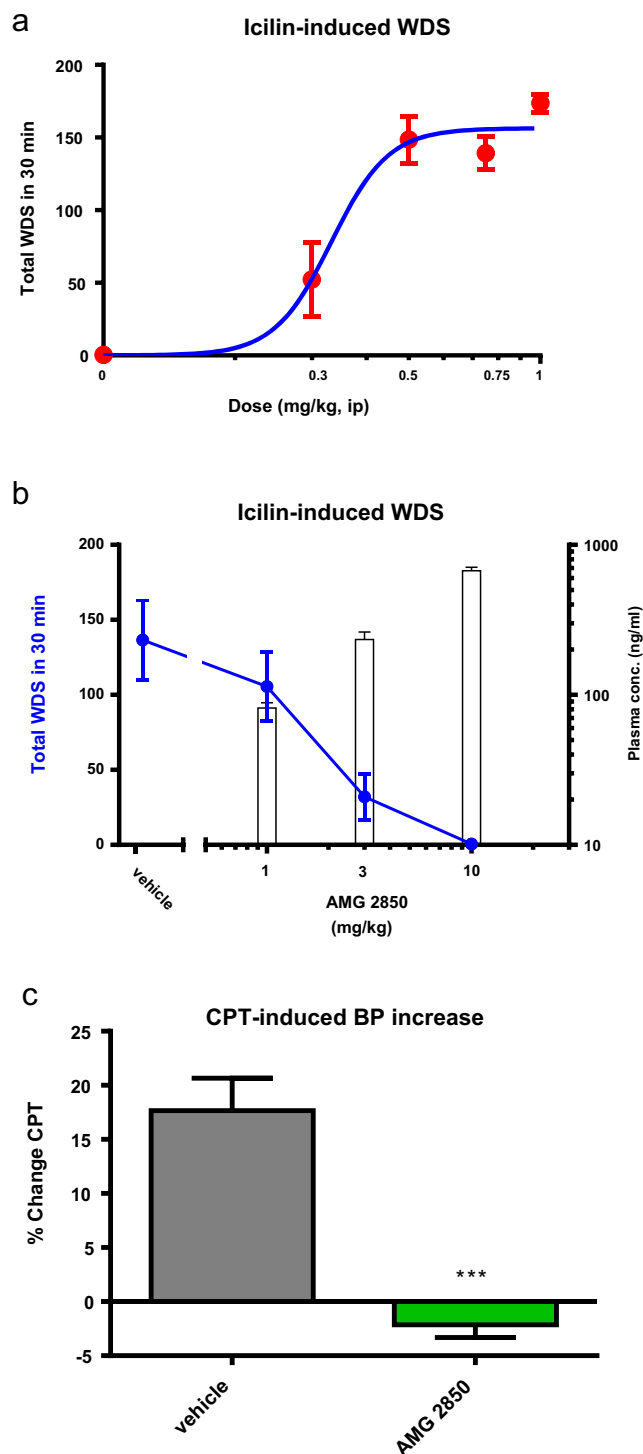 a
Icilin-induced WDS
Total WDS in 30 min
200
150
100
50
0
0
0.3
0.5
0.75
1
Dose (mg/kg, ip)
b
Icilin-induced WDS
Total WDS in 30 min
200
150
100
50
0
1000
100
10
Plasma conc. (ng/ml)
vehicle
1
3
10
AMG 2850
(mg/kg)
c
CPT-induced BP increase
% Change CPT
25
20
15
10
5
0
-5
***
vehicle
AMG 2850